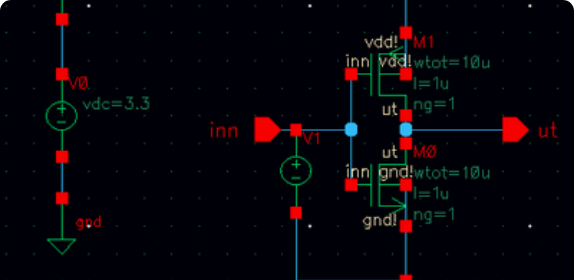 V0
vdc=3.3
gnd
inn
V1
vdd!
M1
inn
vdd!
wtot=10u
l=1u
ut
ng=1
ut
ut
M0
inn
gnd!
wtot=10u
l=1u
gnd!
ng=1